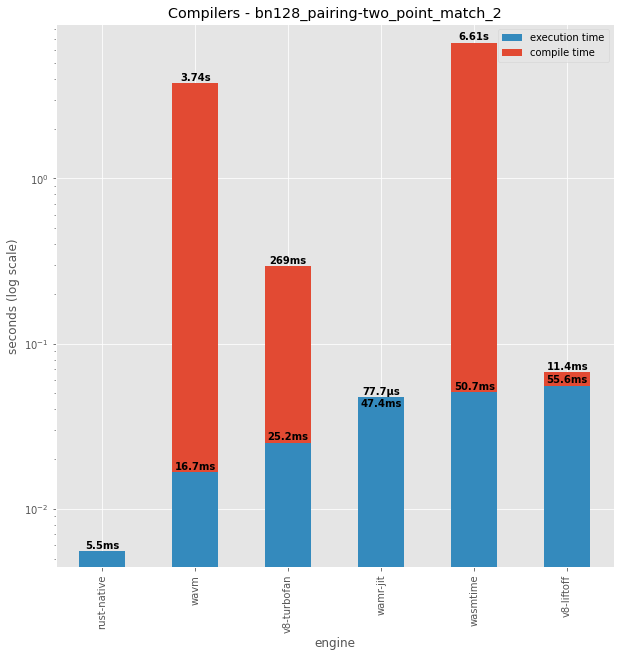 Compilers - bn128_pairing-two_point_match_2
execution time
compile time
6.61s
3.74s
10⁰
269ms
seconds (log scale)
10⁻¹
11.4ms
77.7µs
55.6ms
50.7ms
47.4ms
25.2ms
16.7ms
10⁻²
5.5ms
rust-native
wavm
v8-turbofan
wamr-jit
wasmtime
v8-liftoff
engine